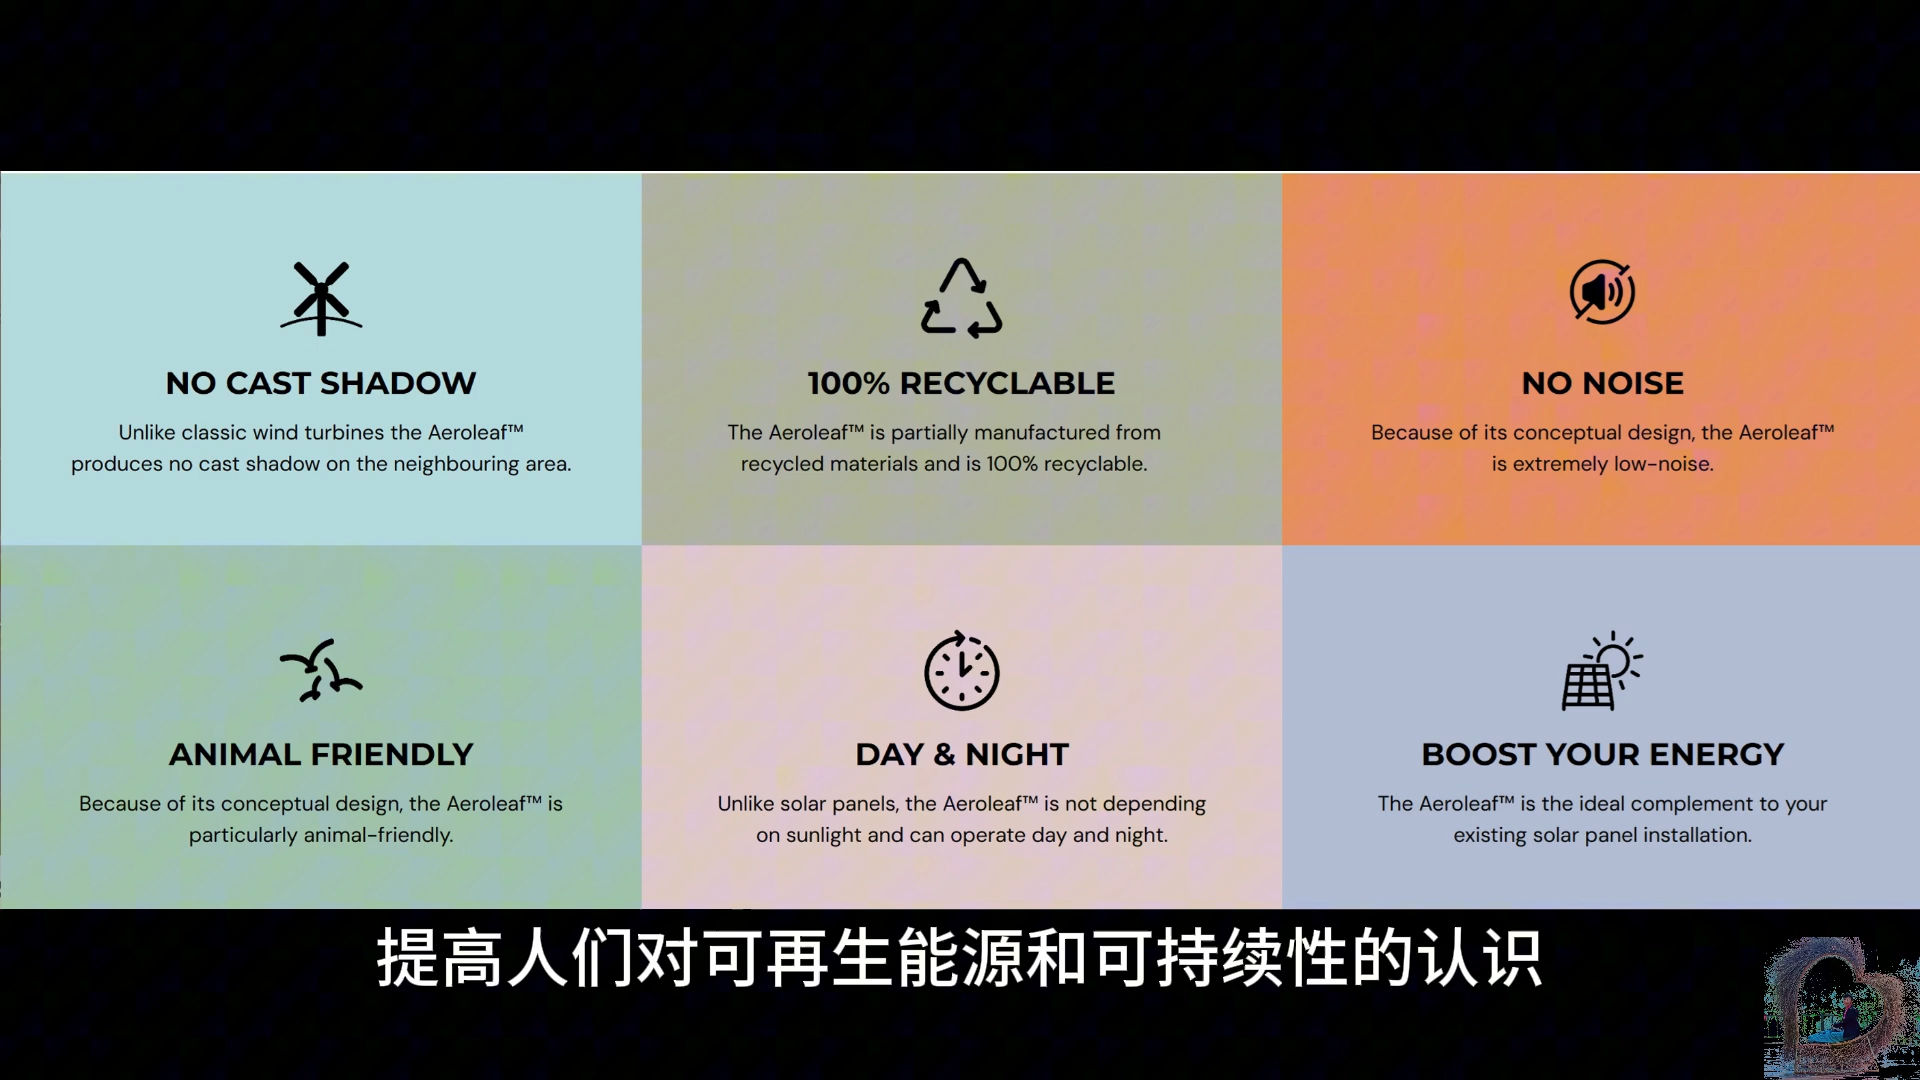 NO CAST SHADOW
Unlike classic wind turbines the Aeroleaf™
produces no cast shadow on the neighbouring area.
100% RECYCLABLE
The Aeroleaf™ is partially manufactured from
recycled materials and is 100% recyclable.
NO NOISE
Because of its conceptual design, the Aeroleaf™
is extremely low-noise.
ANIMAL FRIENDLY
Because of its conceptual design, the Aeroleaf™ is
particularly animal-friendly.
DAY & NIGHT
Unlike solar panels, the Aeroleaf™ is not depending
on sunlight and can operate day and night.
BOOST YOUR ENERGY
The Aeroleaf™ is the ideal complement to your
existing solar panel installation.
提高人们对可再生能源和可持续性的认识